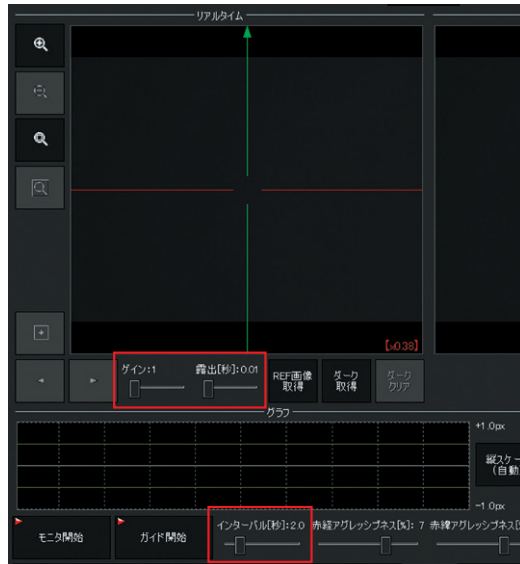 リアルタイム
[x0.38]
ゲイン:1
露出[秒]:0.01
REF画像
取得
ダーク
取得
ダーク
クリア
グラフ
+1.0px
縦スケー
(自動
-1.0px
モニタ開始
ガイド開始
インターバル[秒]:2.0
赤経アグレッシブネス[%]: 7
赤緯アグレッシブネス[%